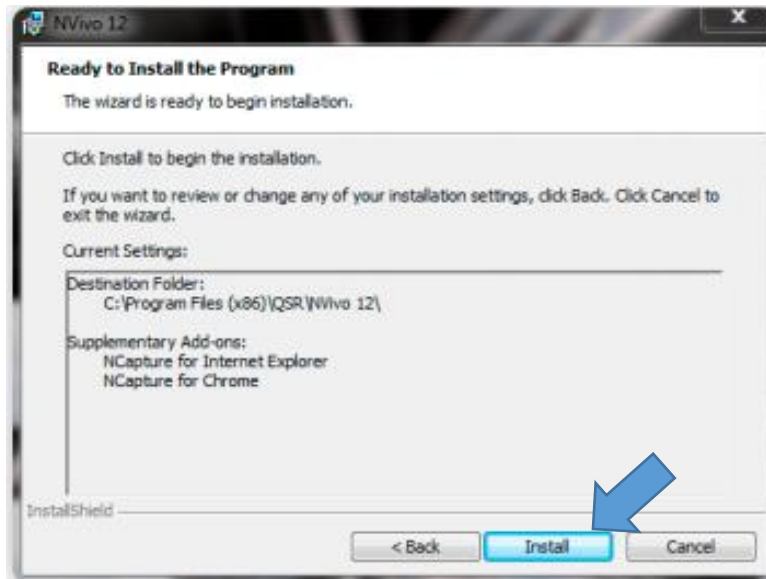 NVivo 12
X
Ready to Install the Program
The wizard is ready to begin installation.
Click Install to begin the installation.
If you want to review or change any of your installation settings, click Back. Click Cancel to
exit the wizard.
Current Settings:
Destination Folder:
C:\Program Files (x86)\QSR\NVivo 12\
Supplementary Add-ons:
NCapture for Internet Explorer
NCapture for Chrome
InstallShield
< Back Install Cancel